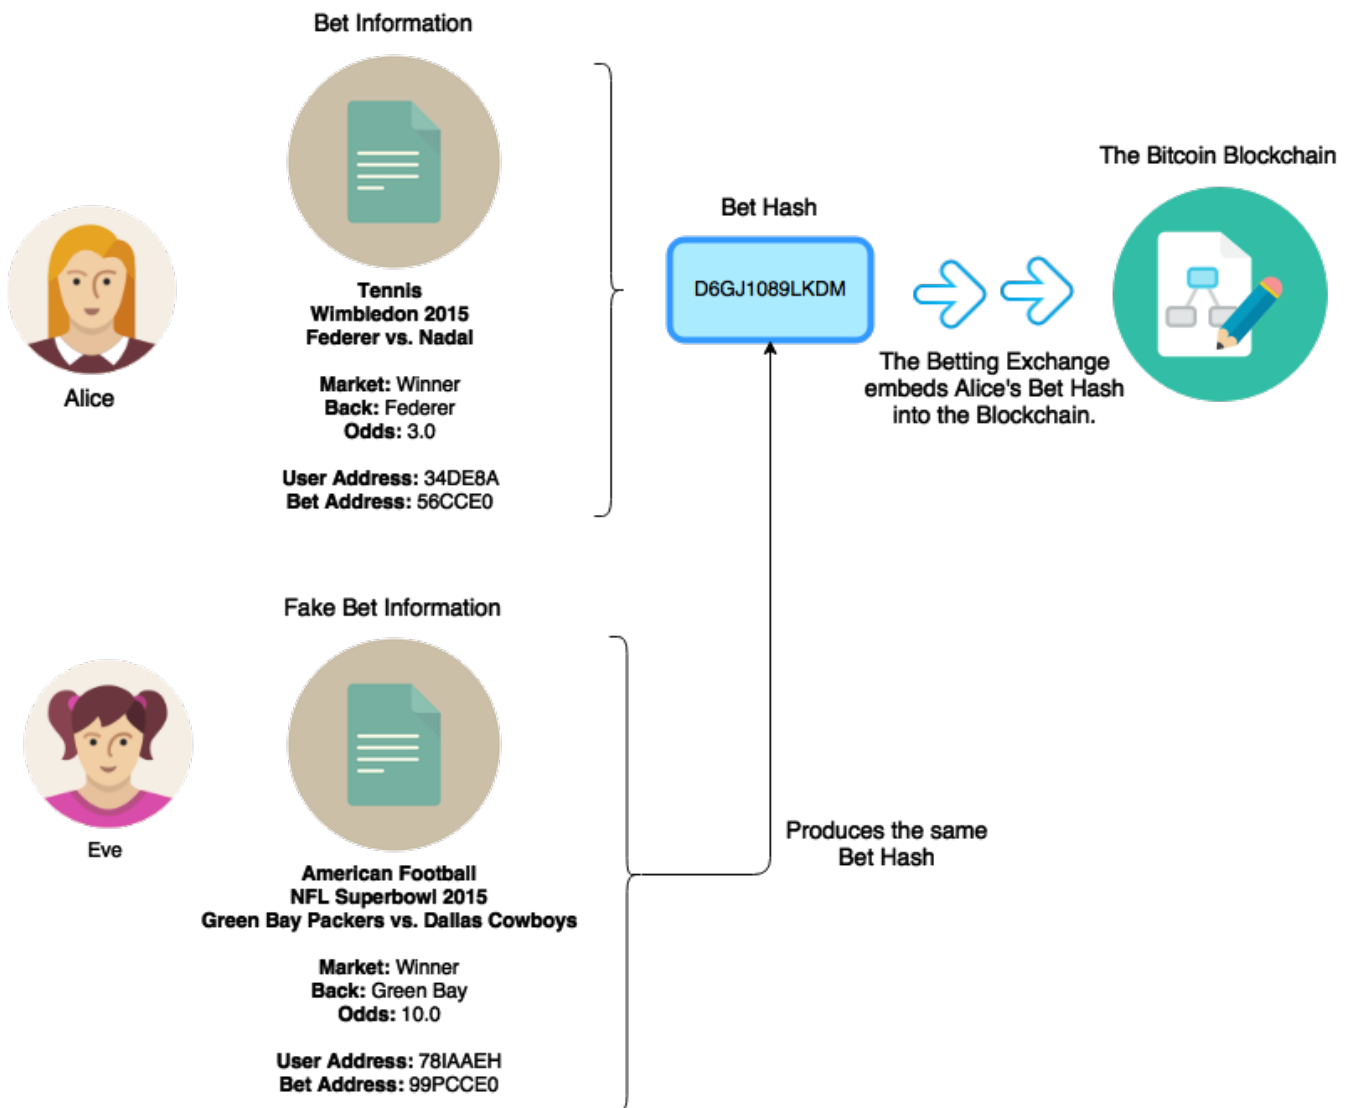 Bet Information
Tennis
Wimbledon 2015
Federer vs. Nadal
Market: Winner
Back: Federer
Odds: 3.0
User Address: 34DE8A
Bet Address: 56CCE0
Alice
Bet Hash
D6GJ1089LKDM
The Betting Exchange
embeds Alice's Bet Hash
into the Blockchain.
The Bitcoin Blockchain
Fake Bet Information
Eve
American Football
NFL Superbowl 2015
Green Bay Packers vs. Dallas Cowboys
Market: Winner
Back: Green Bay
Odds: 10.0
User Address: 78IAAEH
Bet Address: 99PCCE0
Produces the same
Bet Hash